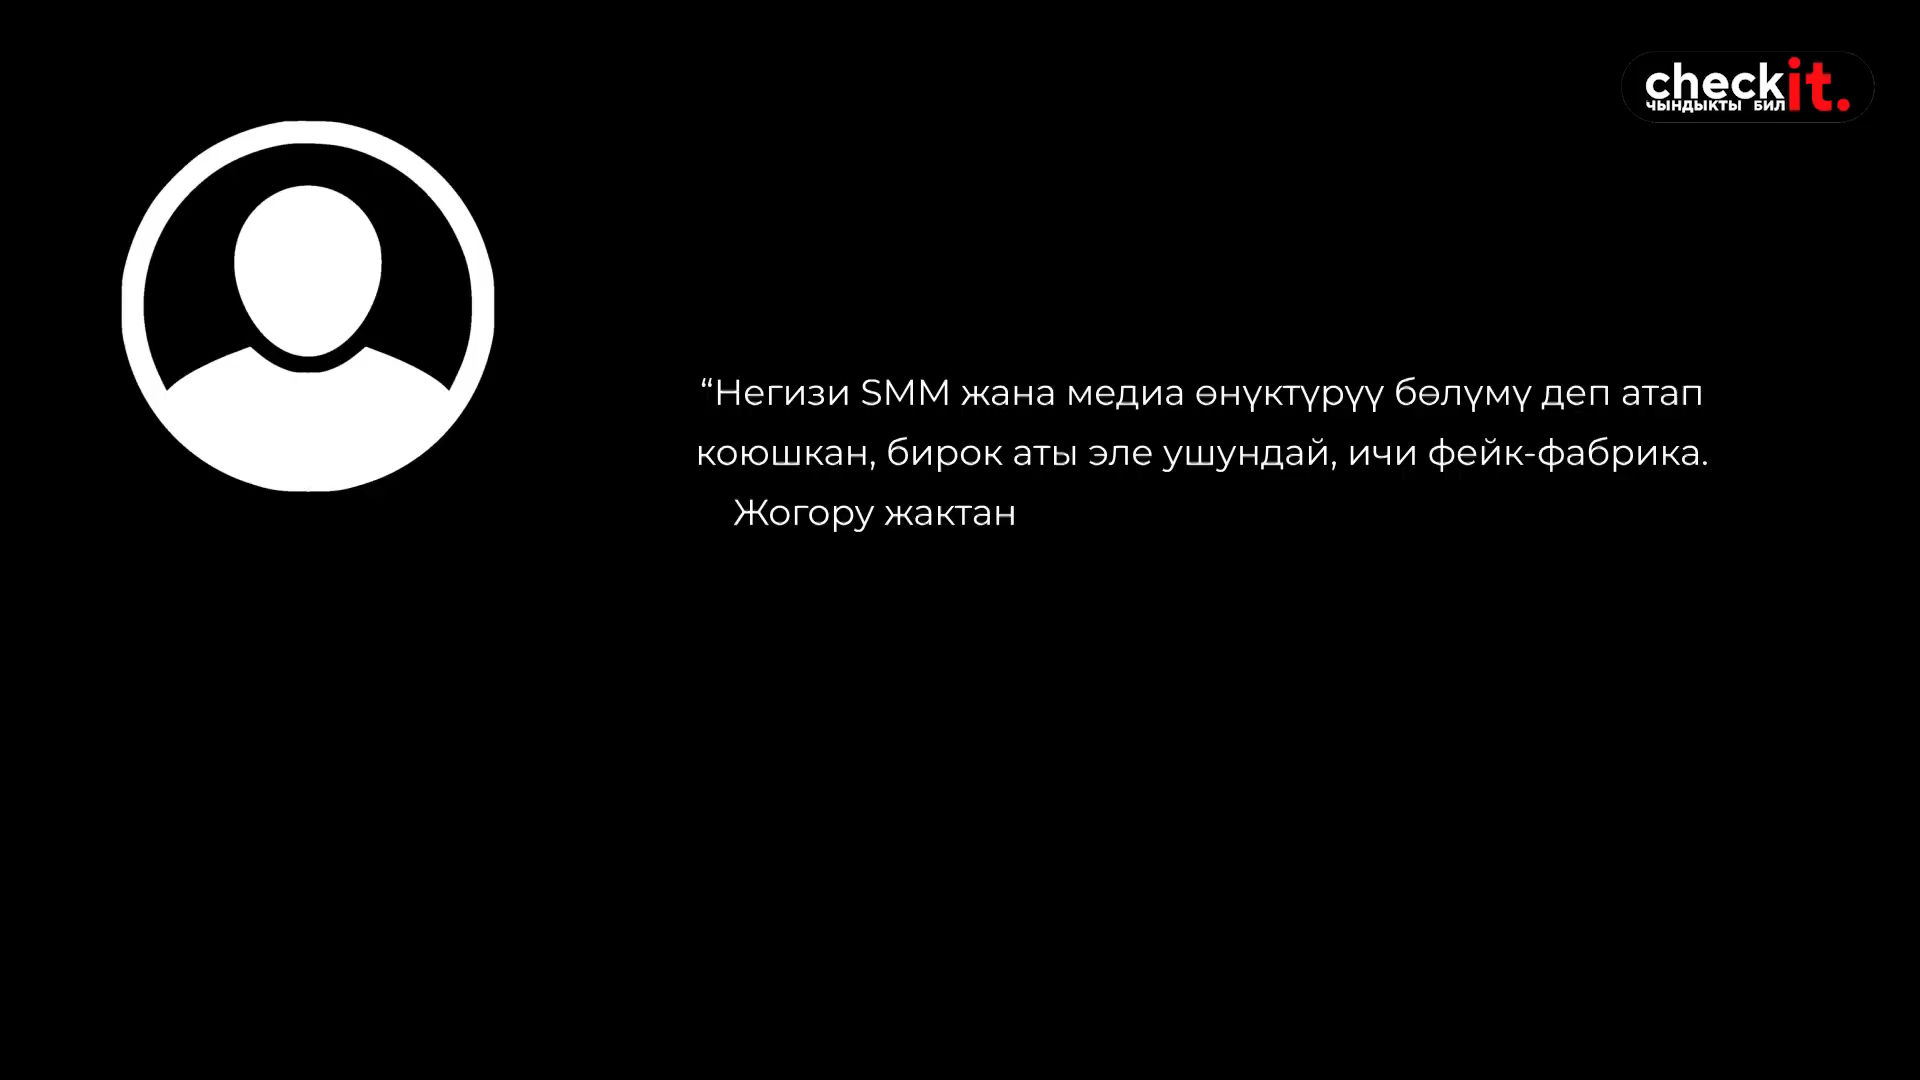 checkit.
чындыкты бил
“Негизи SMM жана медиа өнүктүрүү бөлүмү деп атап
коюшкан, бирок аты эле ушундай, ичи фейк-фабрика.
Жогору жактан